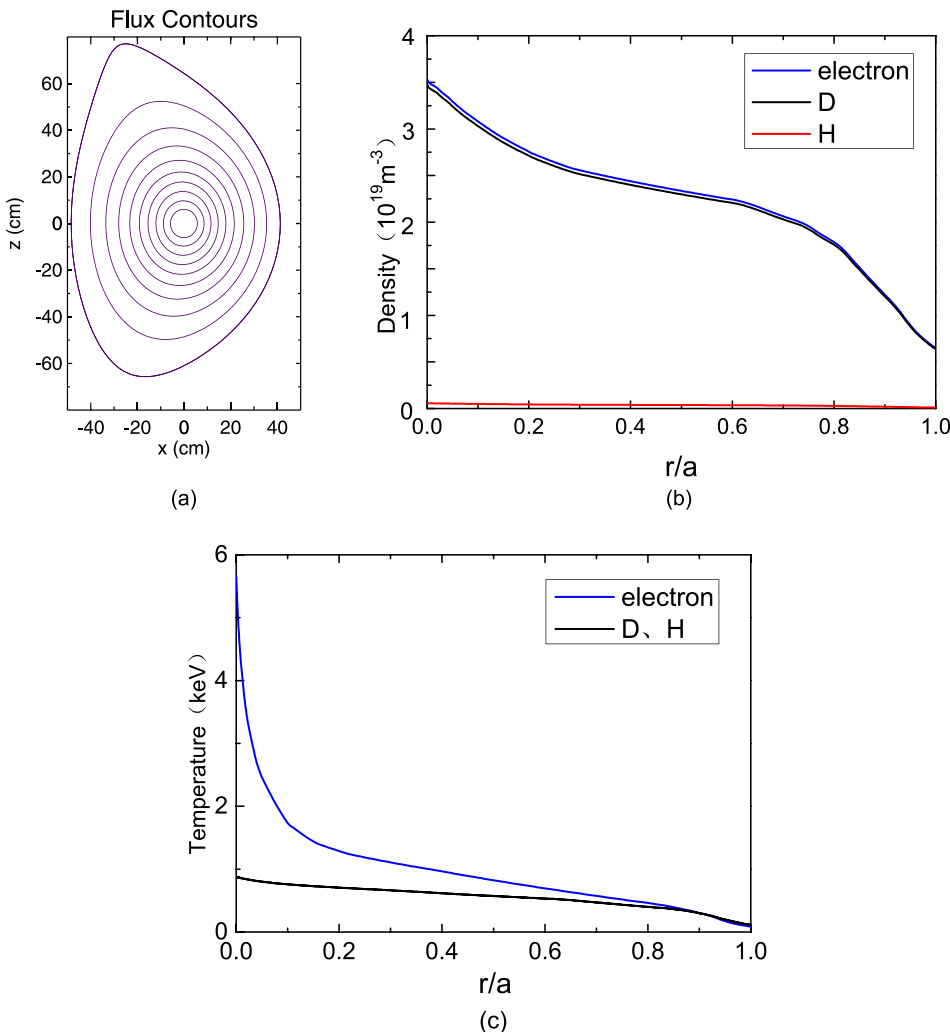 Flux Contours
60
40
20
0
-20
-40
-60
z (cm)
-40 -20 0 20 40
x (cm)
(a)
4
3
2
1
0
Density（10^19 m^-3）
electron
D
H
0.0 0.2 0.4 0.6 0.8 1.0
r/a
(b)
6
4
2
0
Temperature（keV）
electron
D、H
0.0 0.2 0.4 0.6 0.8 1.0
r/a
(c)